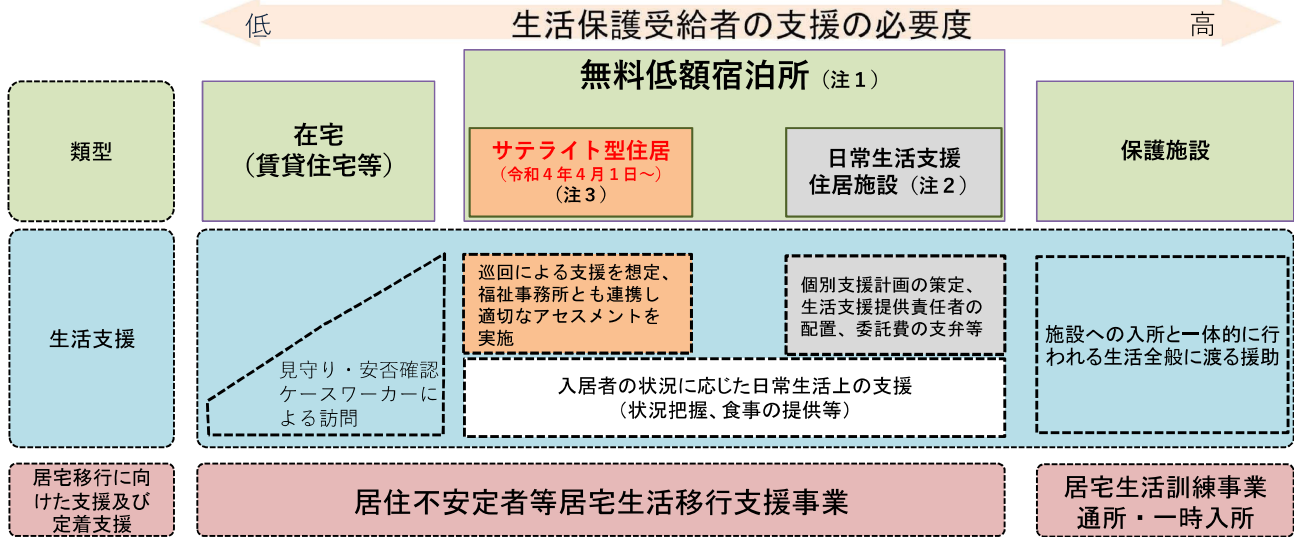 低
生活保護受給者の支援の必要度
高
類型
在宅
（賃貸住宅等）
無料低額宿泊所（注１）
サテライト型住居
（令和４年４月１日～）
（注３）
日常生活支援
住居施設（注２）
保護施設
生活支援
見守り・安否確認
ケースワーカーに
よる訪問
巡回による支援を想定、
福祉事務所とも連携し
適切なアセスメントを
実施
個別支援計画の策定、
生活支援提供責任者の
配置、委託費の支弁等
入居者の状況に応じた日常生活上の支援
（状況把握、食事の提供等）
施設への入所と一体的に行
われる生活全般に渡る援助
居宅移行に向
けた支援及び
定着支援
居住不安定者等居宅生活移行支援事業
居宅生活訓練事業
通所・一時入所